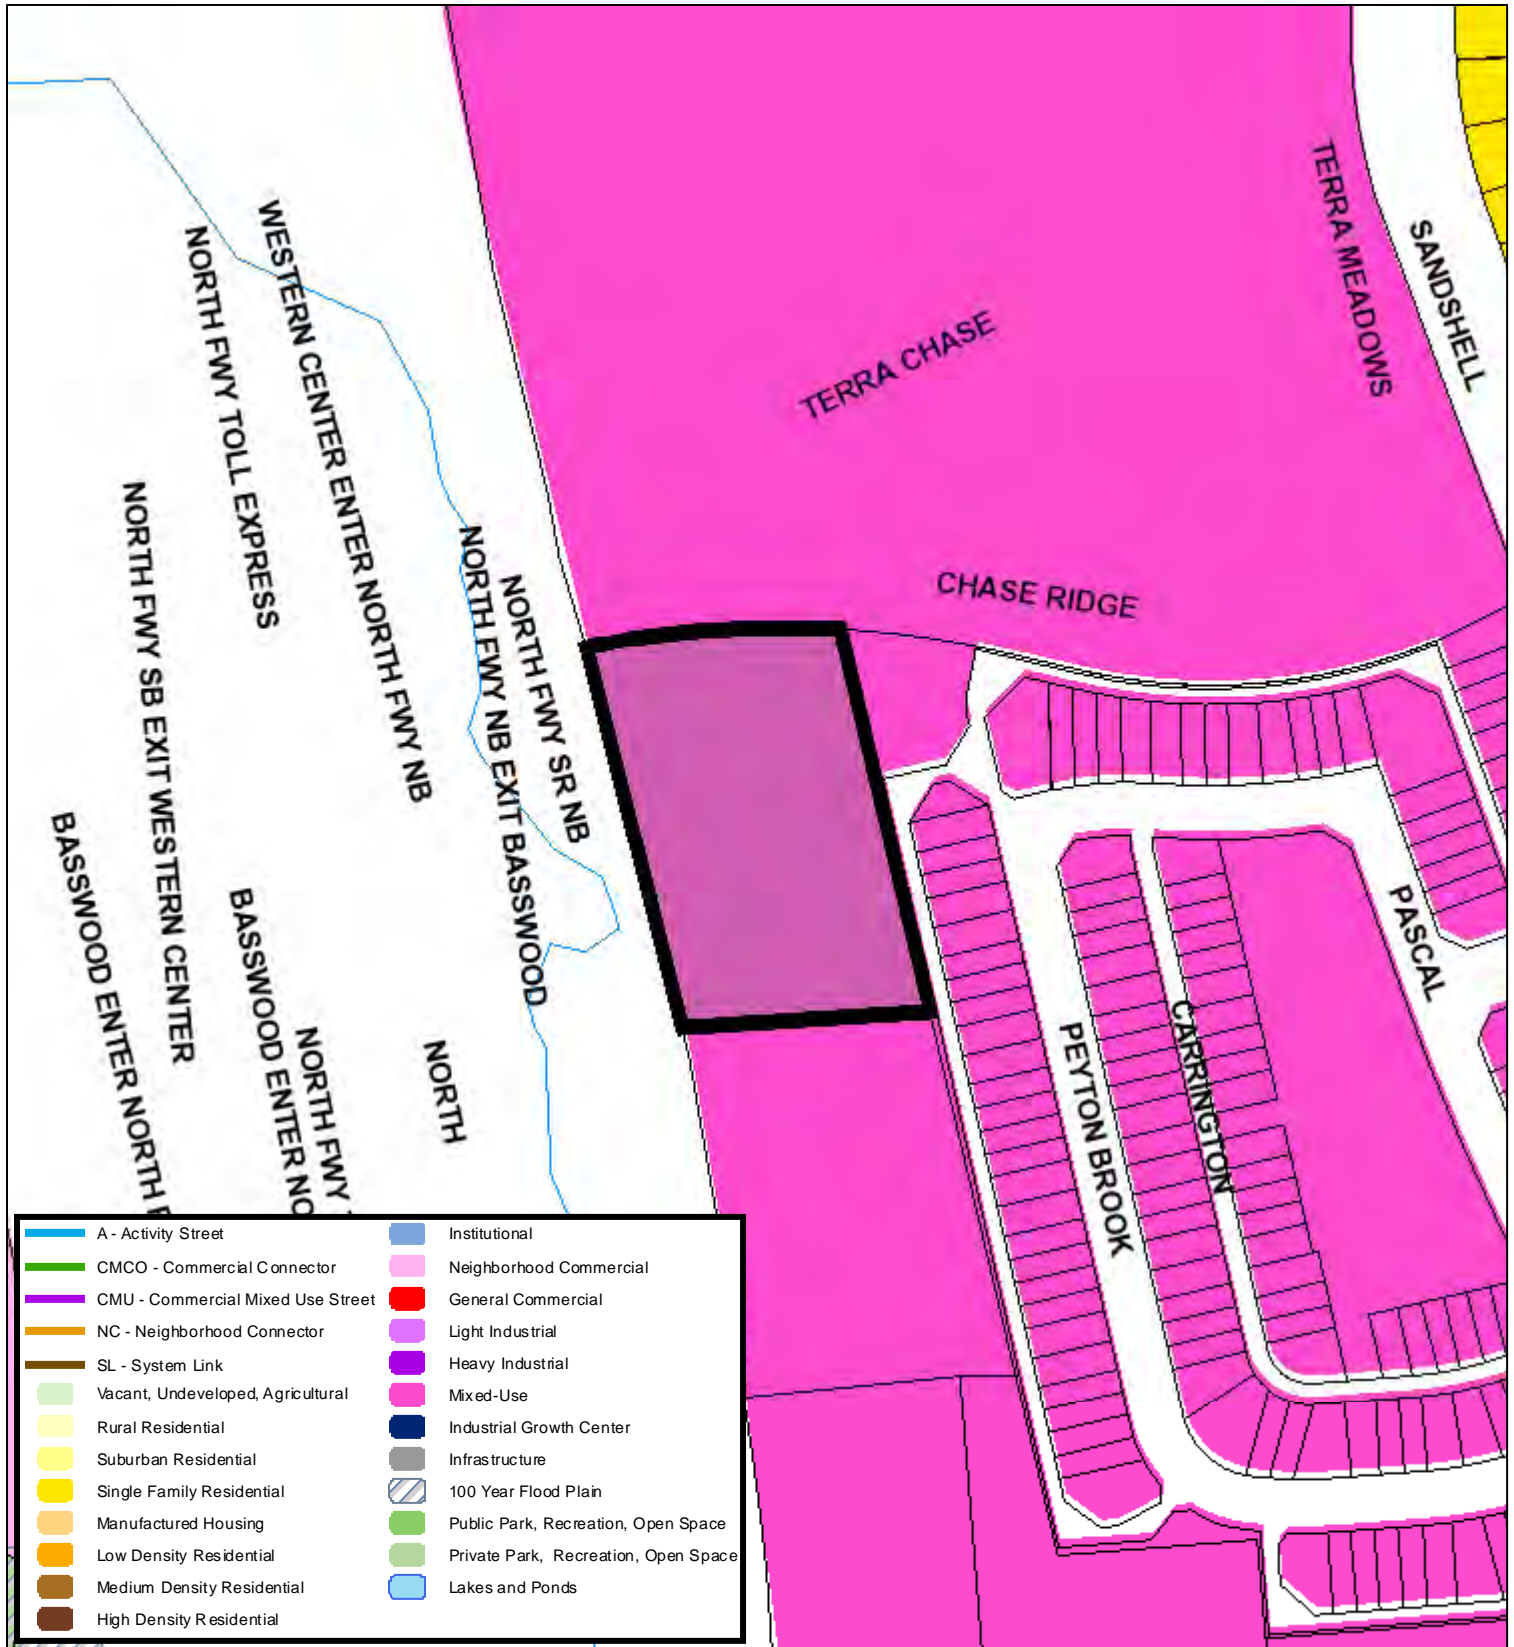 TERRA MEADOWS
SANDSHELL
WESTERN CENTER ENTER NORTH FWY NB
NORTH FWY TOLL EXPRESS
TERRA CHASE
NORTH FWY SB EXIT WESTERN CENTER
NORTH FWY NB EXIT BASSWOOD
NORTH FWY SR NB
CHASE RIDGE
BASSWOOD ENTER NORTH F
BASSWOOD ENTER NO
NORTH FWY
NORTH
PASCAL
CARRINGTON
PEYTON BROOK
A - Activity Street
CMCO - Commercial Connector
CMU - Commercial Mixed Use Street
NC - Neighborhood Connector
SL - System Link
Vacant, Undeveloped, Agricultural
Rural Residential
Suburban Residential
Single Family Residential
Manufactured Housing
Low Density Residential
Medium Density Residential
High Density Residential
Institutional
Neighborhood Commercial
General Commercial
Light Industrial
Heavy Industrial
Mixed-Use
Industrial Growth Center
Infrastructure
100 Year Flood Plain
Public Park, Recreation, Open Space
Private Park, Recreation, Open Space
Lakes and Ponds